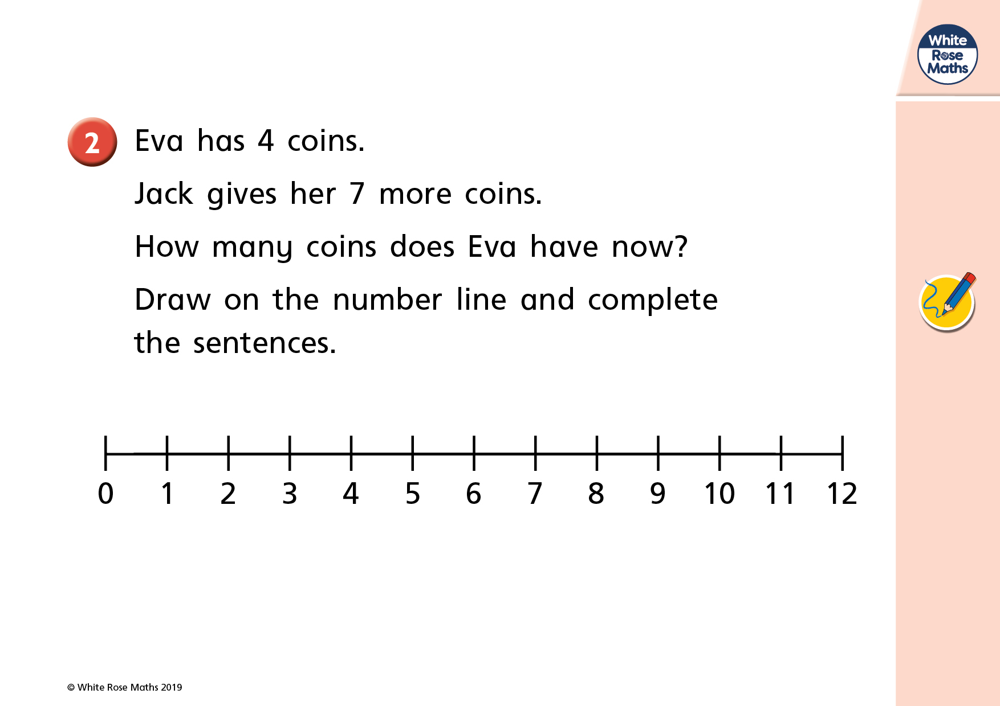 White
Rose
Maths
2 Eva has 4 coins.
Jack gives her 7 more coins.
How many coins does Eva have now?
Draw on the number line and complete
the sentences.
0 1 2 3 4 5 6 7 8 9 10 11 12
© White Rose Maths 2019